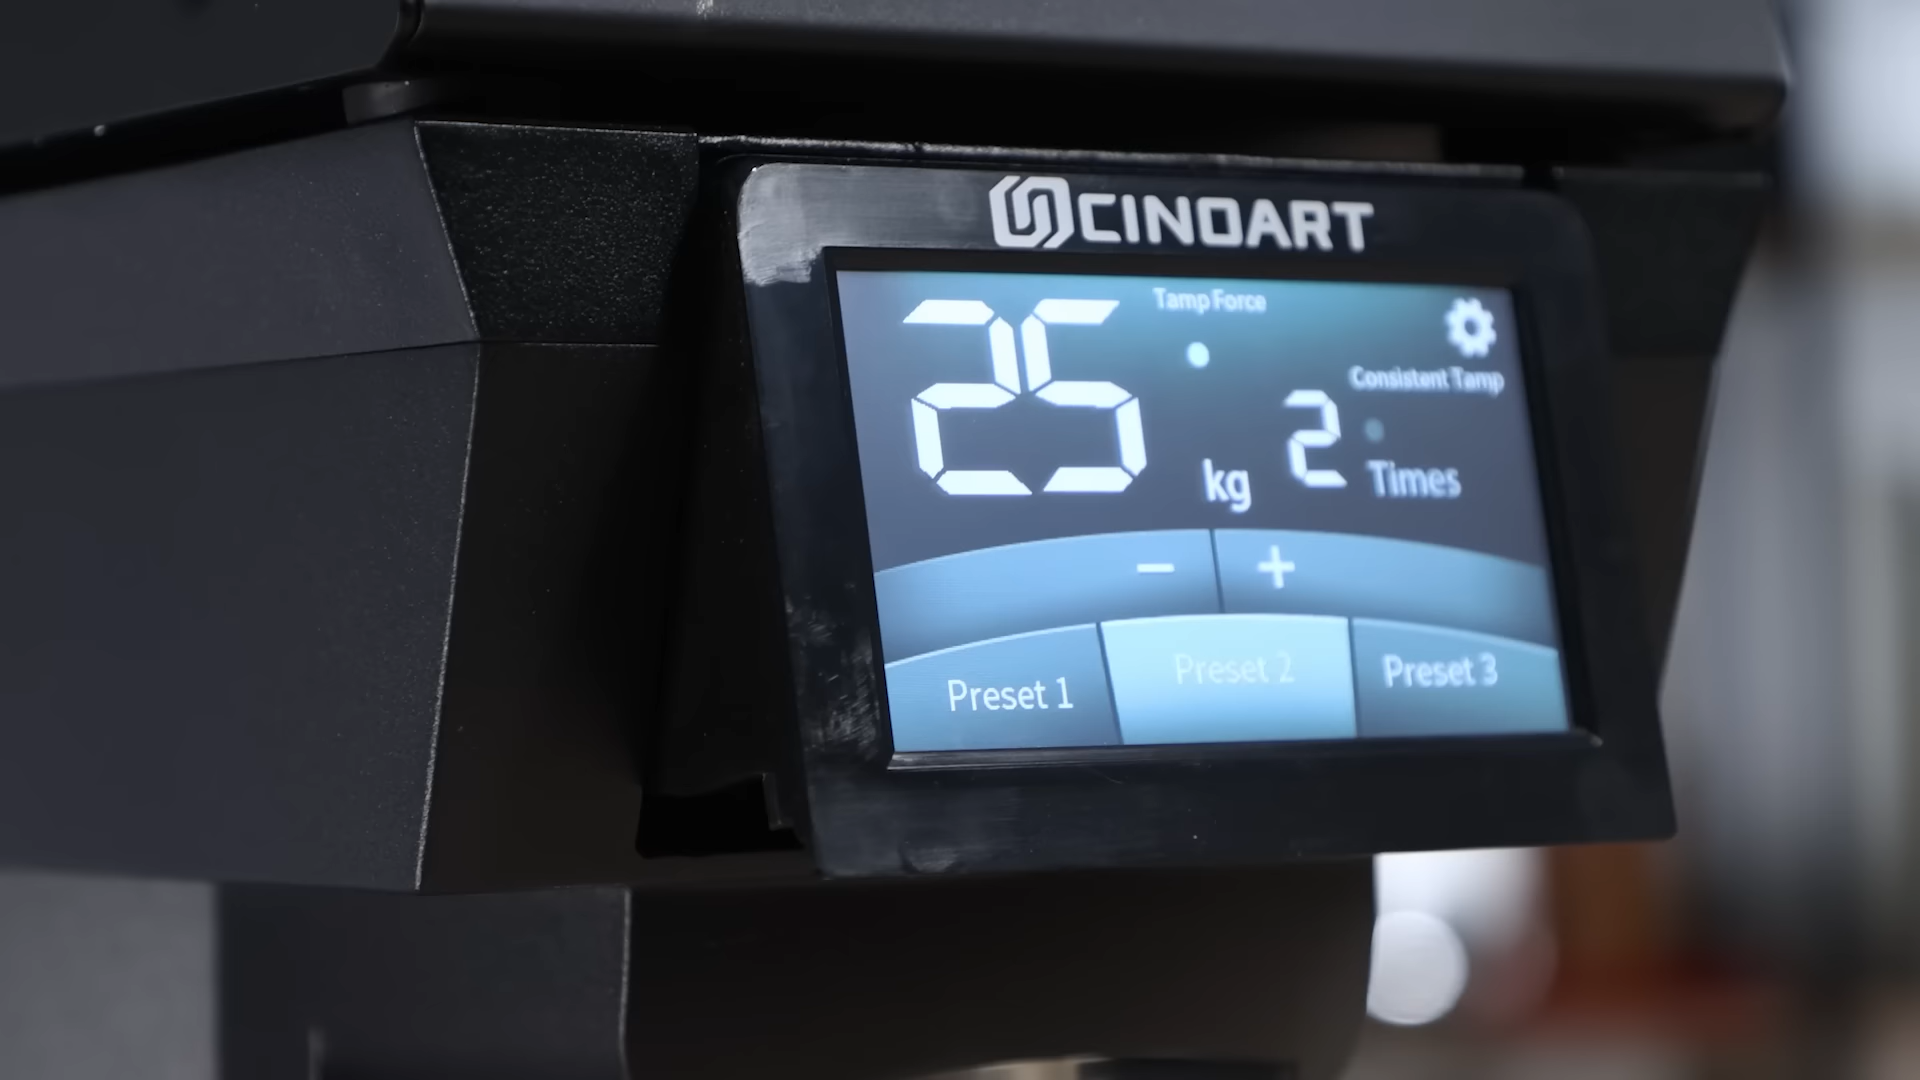 CINOART
Tamp Force
25 kg
Consistent Tamp
2 Times
− +
Preset 1 Preset 2 Preset 3